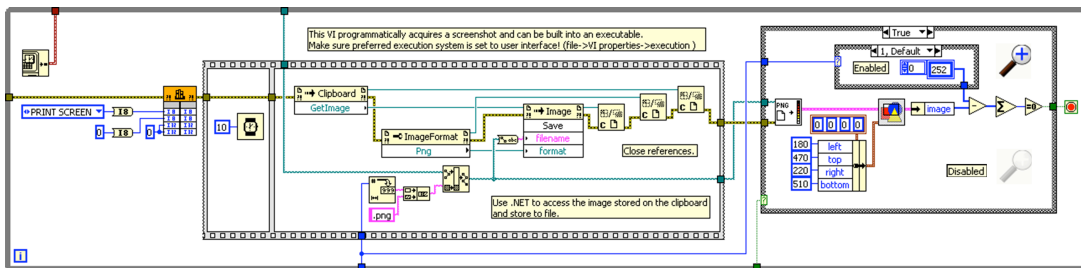 This VI programmatically acquires a screenshot and can be built into an executable.
Make sure preferred execution system is set to user interface! (file->VI properties->execution )
True
1, Default
Enabled
0
252
Clipboard
GetImage
PRINT SCREEN
I8
I8
0
0
10
ImageFormat
Png
Image
Save
filename
format
abc
Close references.
PNG
image
=0
0 0 0 0
180
470
220
510
left
top
right
bottom
Disabled
.png
Use .NET to access the image stored on the clipboard
and store to file.
i